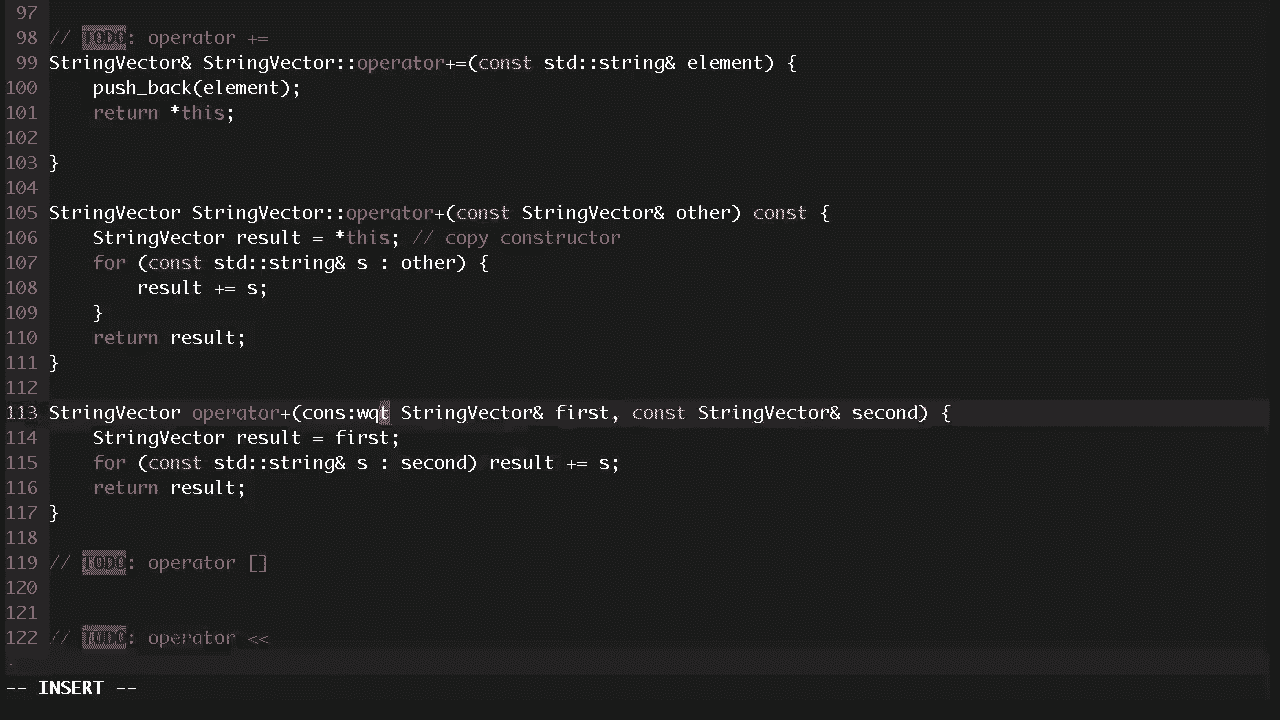 97
98 // TODO: operator +=
99 StringVector& StringVector::operator+=(const std::string& element) {
100     push_back(element);
101     return *this;
102
103 }
104
105 StringVector StringVector::operator+(const StringVector& other) const {
106     StringVector result = *this; // copy constructor
107     for (const std::string& s : other) {
108         result += s;
109     }
110     return result;
111 }
112
113 StringVector operator+(cons:wqt StringVector& first, const StringVector& second) {
114     StringVector result = first;
115     for (const std::string& s : second) result += s;
116     return result;
117 }
118
119 // TODO: operator []
120
121
122 // TODO: operator <<
-- INSERT --